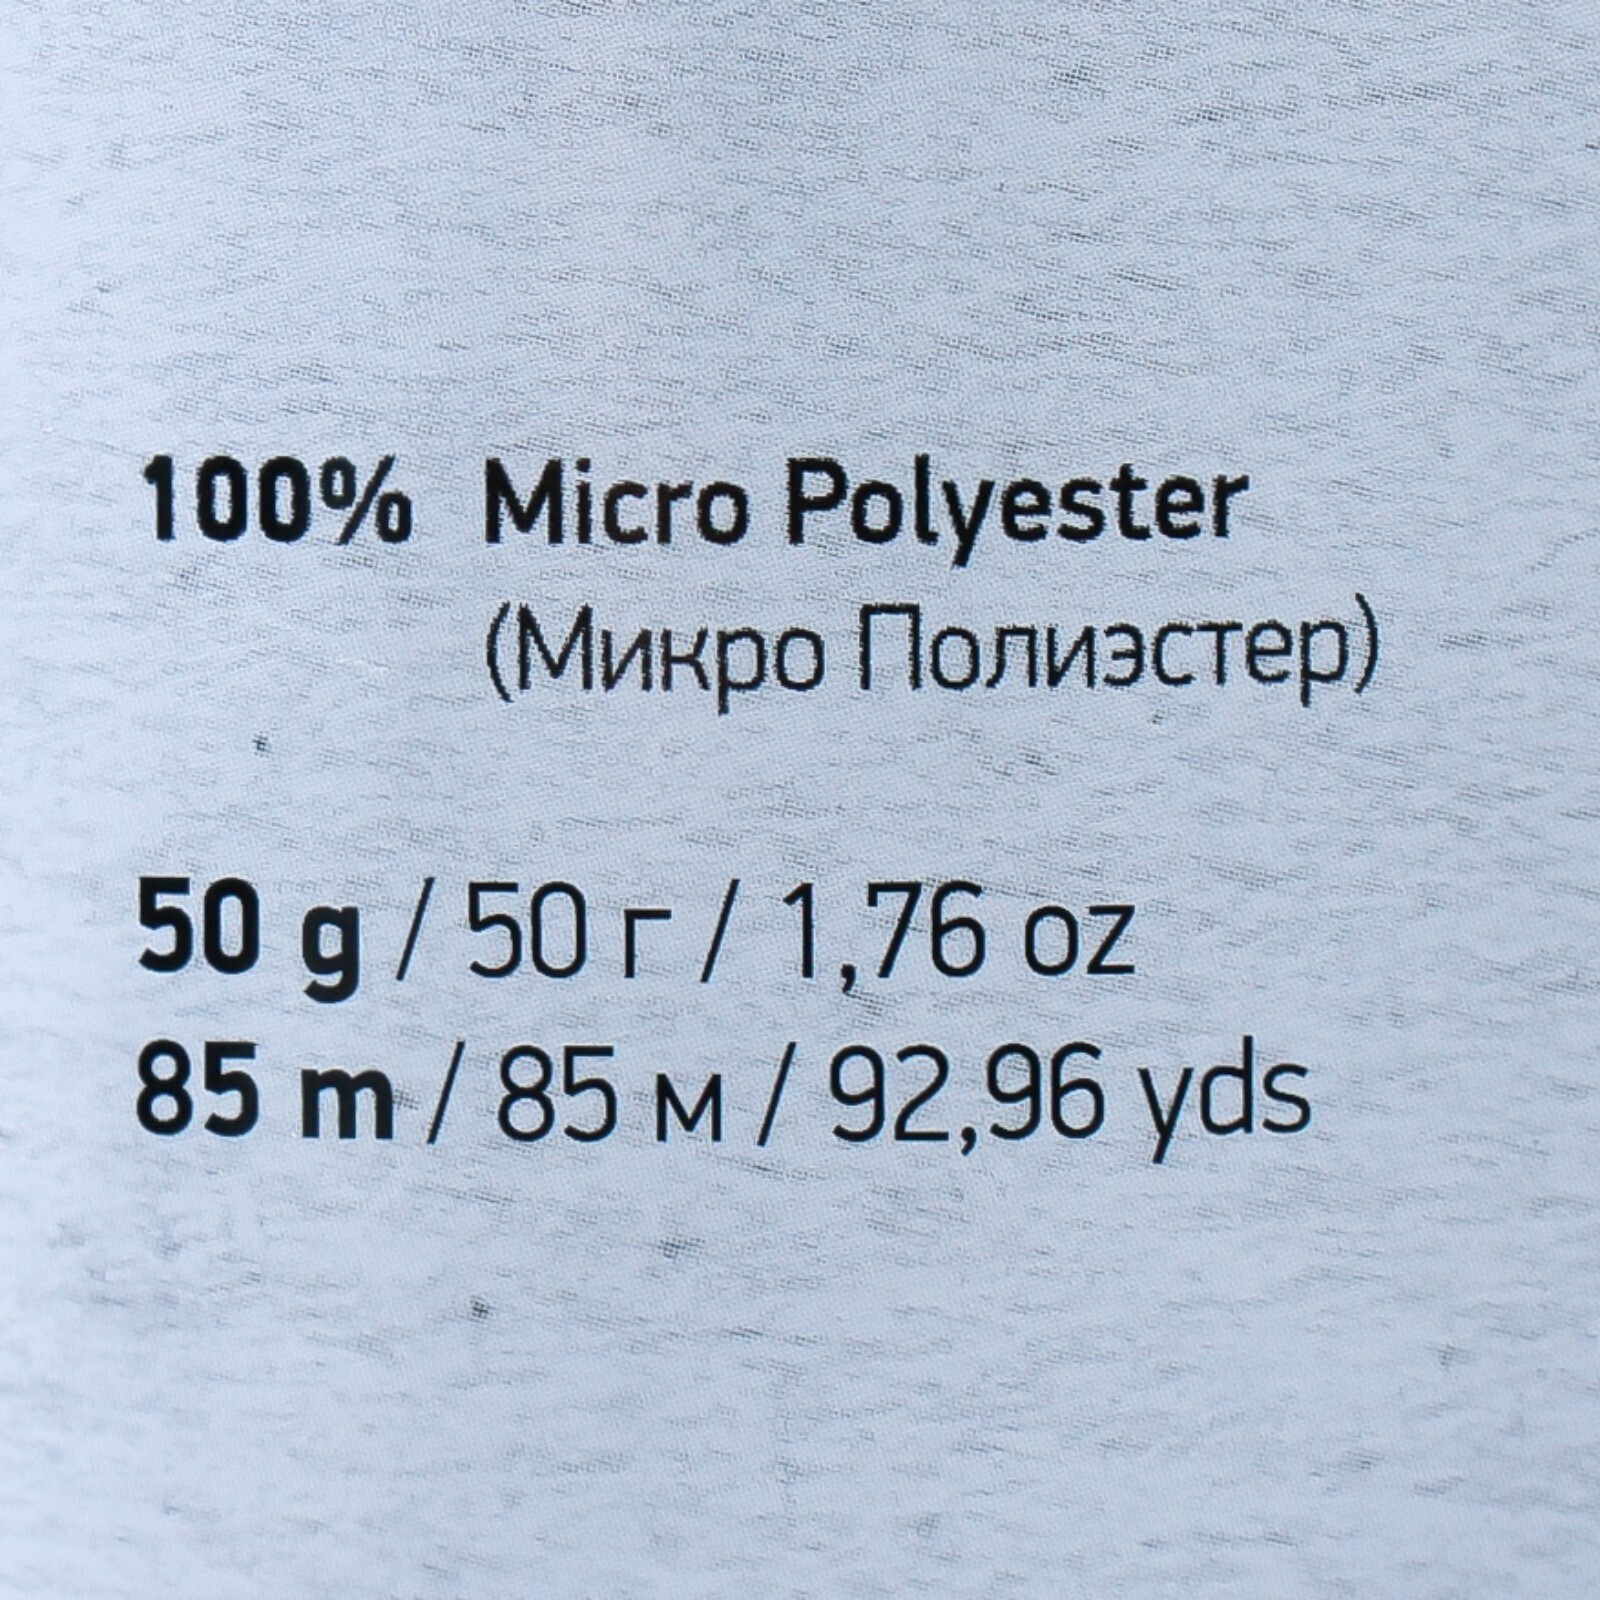 100% Micro Polyester
(Микро Полиэстер)
50 g / 50 г / 1,76 oz
85 m / 85 м / 92,96 yds